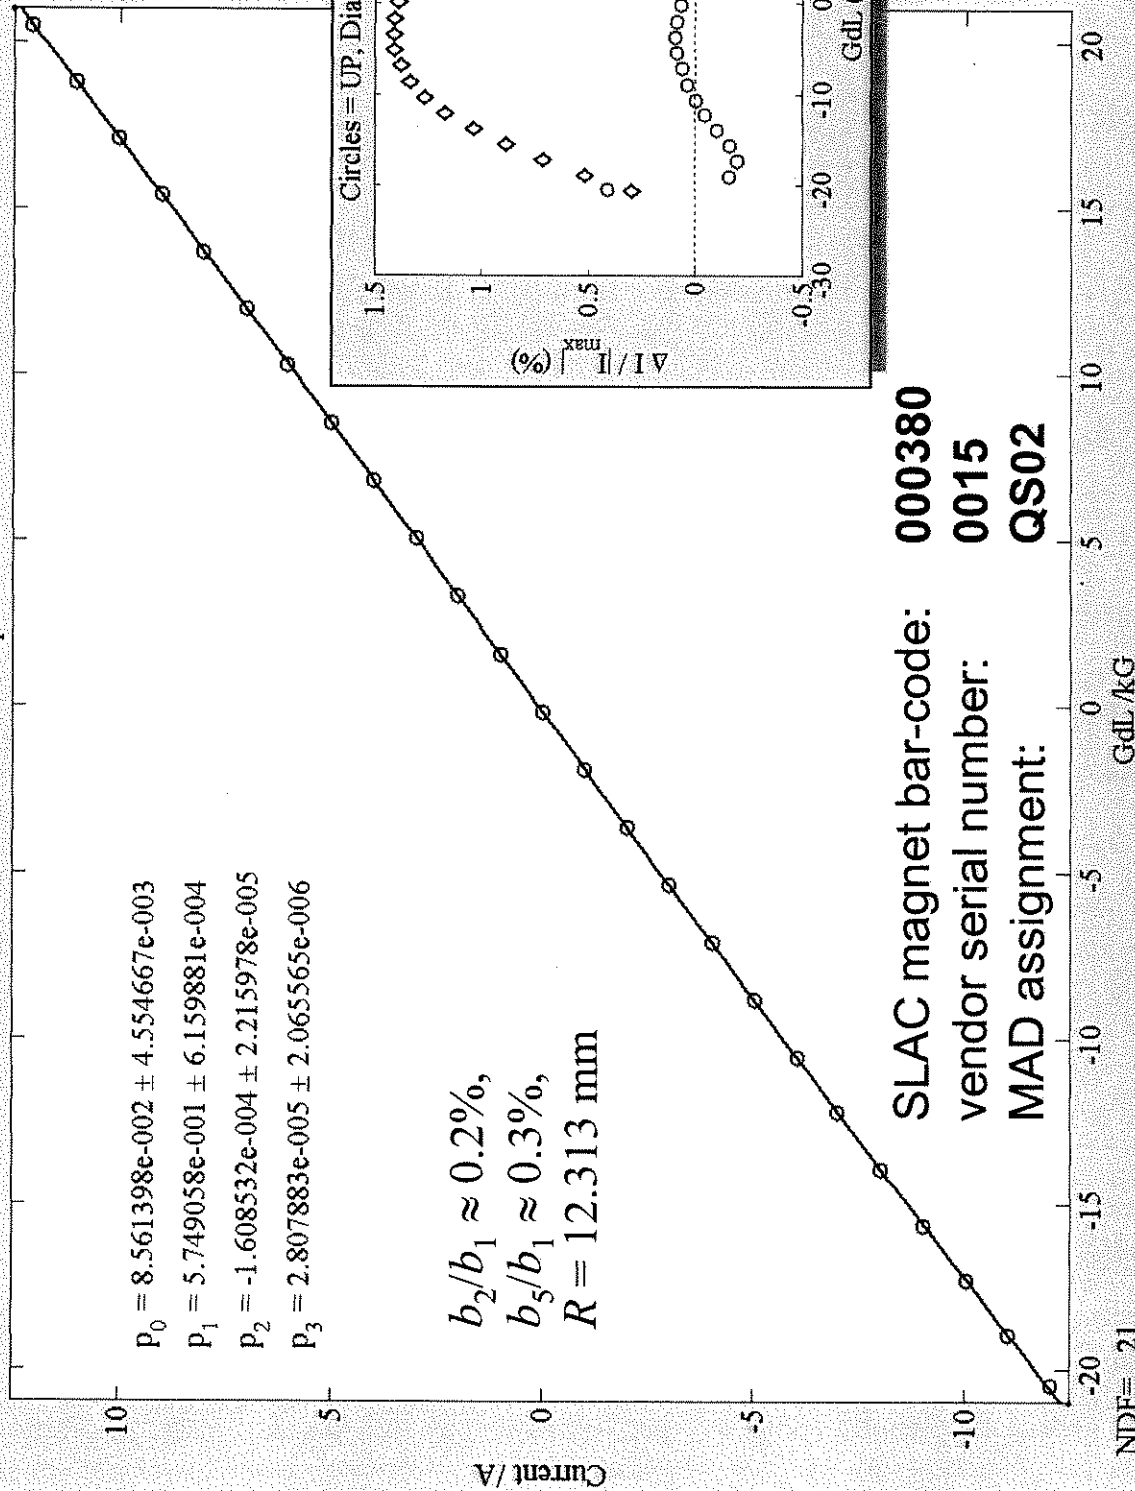 p₀ = 8.561398e-002 ± 4.554667e-003
p₁ = 5.749058e-001 ± 6.159881e-004
p₂ = -1.608532e-004 ± 2.215978e-005
p₃ = 2.807883e-005 ± 2.065565e-006
b₂/b₁ ≈ 0.2%,
b₅/b₁ ≈ 0.3%,
R = 12.313 mm
SLAC magnet bar-code: 000380
vendor serial number: 0015
MAD assignment: QS02
Current /A
10
5
0
-5
-10
-20
-15
-10
-5
0
5
10
15
20
GdL /kG
NDF= 21
Circles = UP, Dia
Δ I / |I|max (%)
1.5
1
0.5
0
-0.5
-30
-20
-10
0
GdL